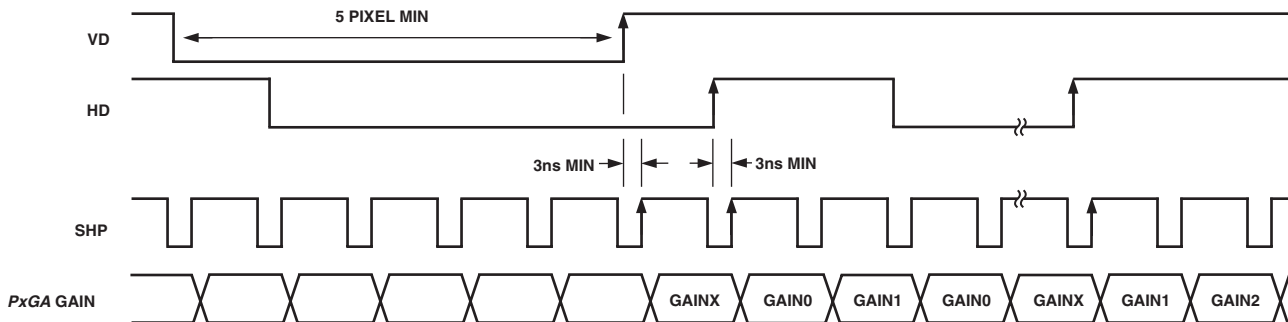 5 PIXEL MIN
VD
HD
3ns MIN
3ns MIN
SHP
PxGA GAIN
GAINX
GAIN0
GAIN1
GAIN0
GAINX
GAIN1
GAIN2